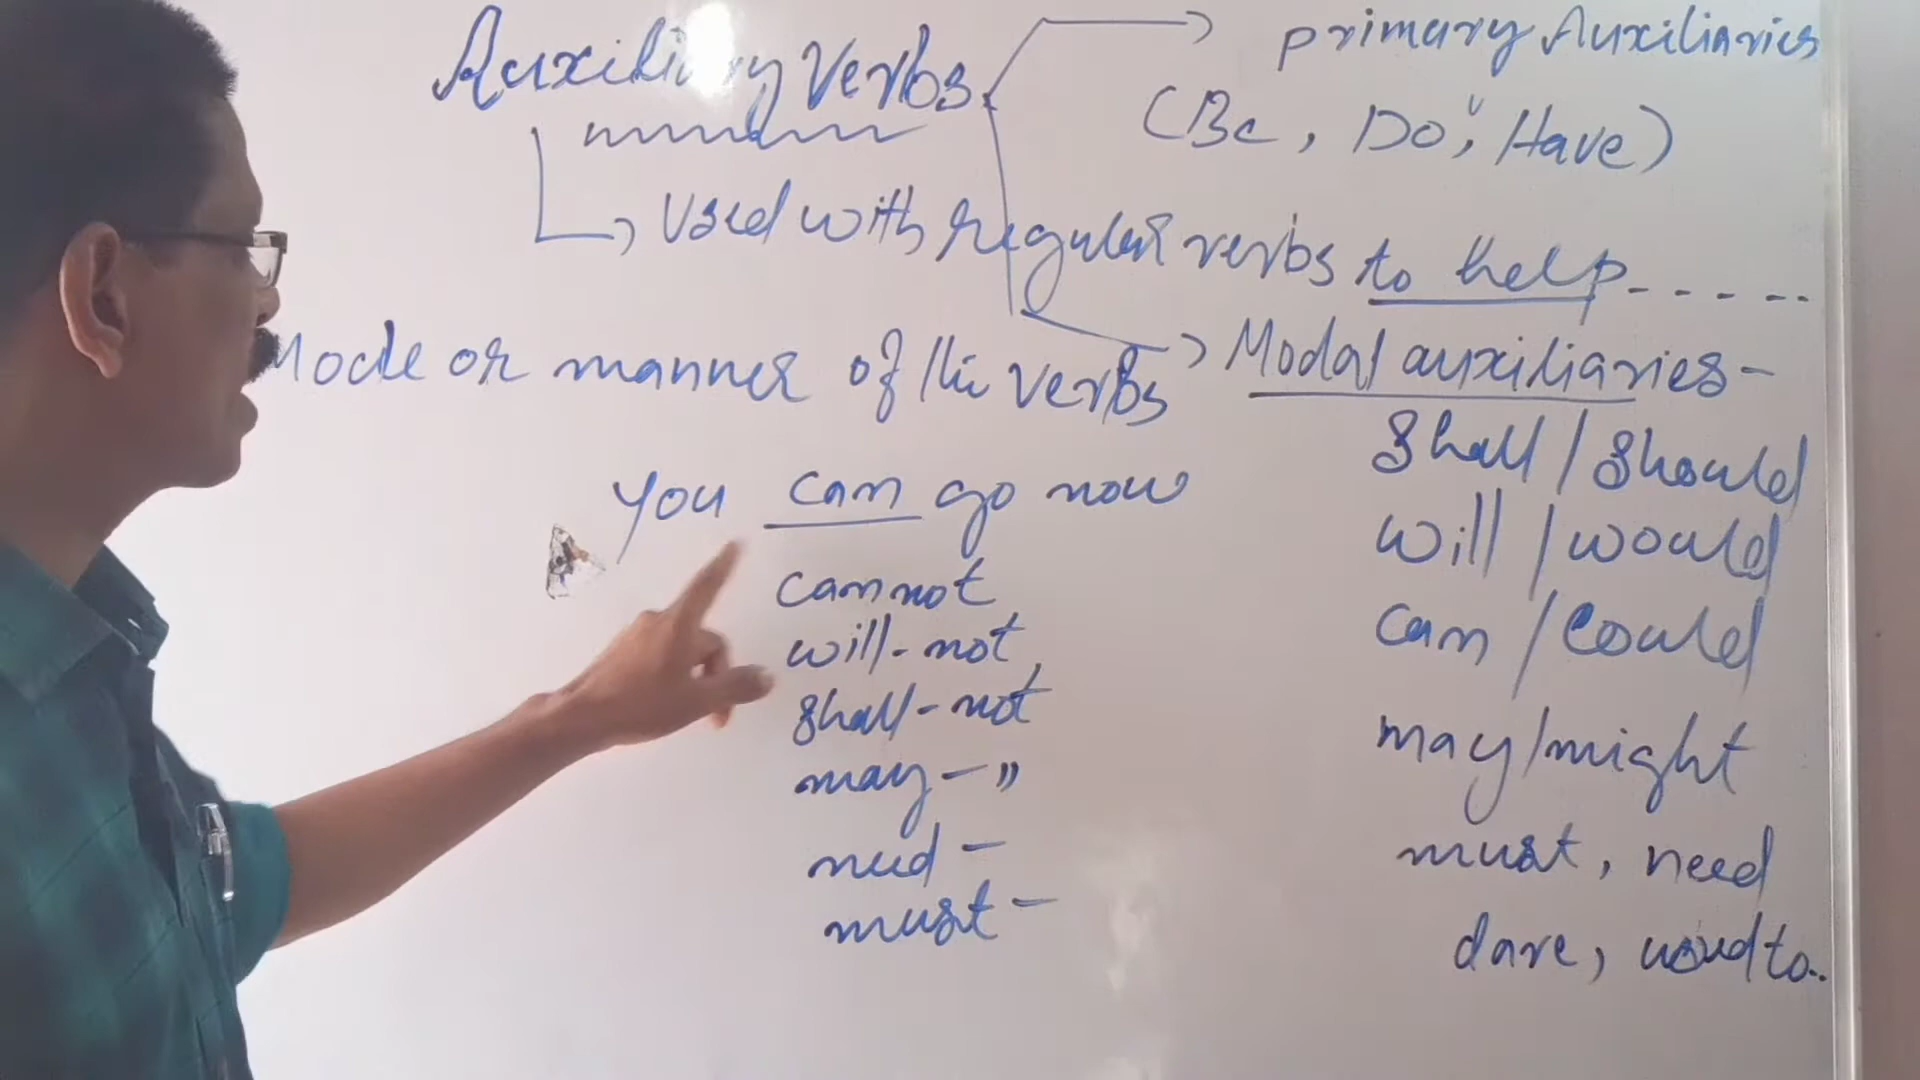 Auxiliary Verbs
primary Auxiliaries
(Be, Do, Have)
Used with regular verbs to help.....
Mode or manner of the verbs
Modal auxiliaries-
Shall/Should
will/would
can/could
may/might
must, need
dare, used to..
You can go now
cannot
will-not,
shall-not
may-"
need-
must-